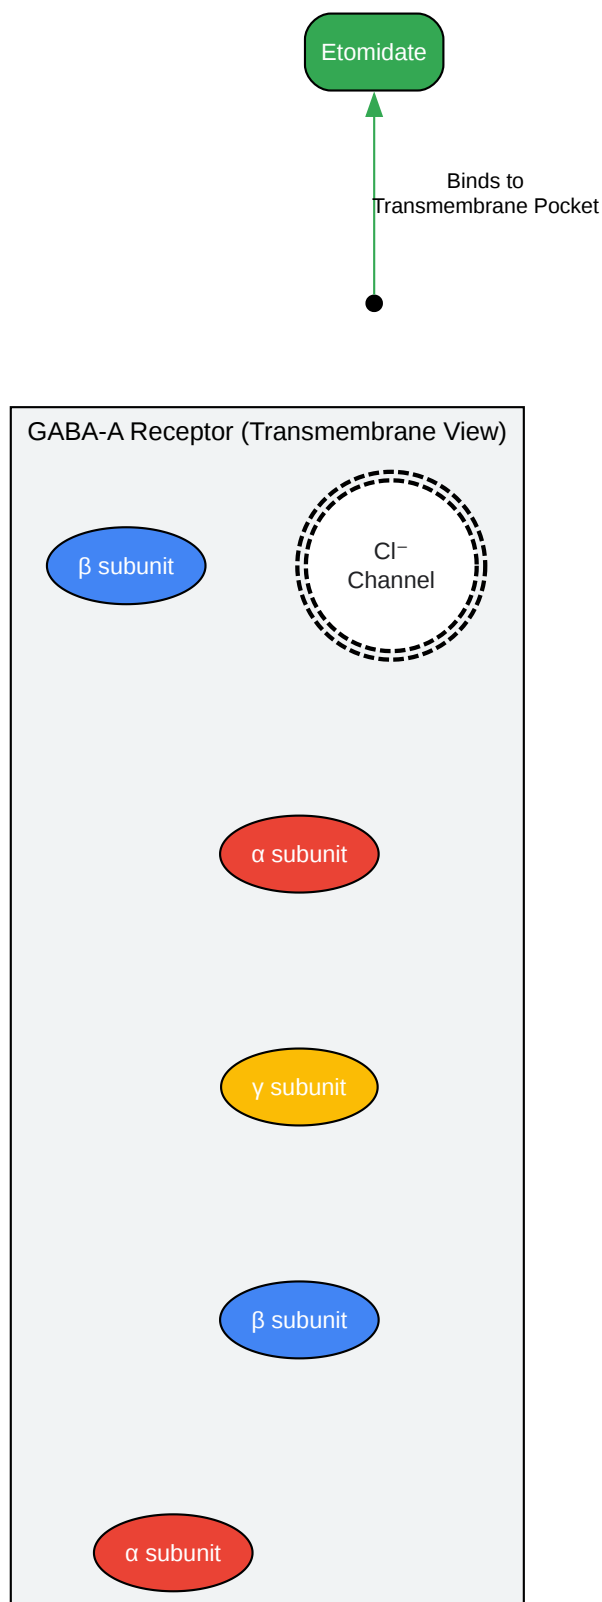 Etomidate
Binds to
Transmembrane Pocket
GABA-A Receptor (Transmembrane View)
β subunit
Cl⁻
Channel
α subunit
γ subunit
β subunit
α subunit